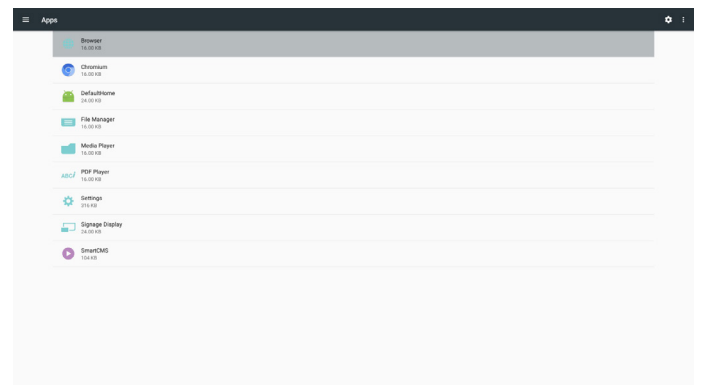 Apps
Browser
16.00 KB
Chromium
16.00 KB
DefaultHome
24.00 KB
File Manager
16.00 KB
Media Player
16.00 KB
ABC
PDF Player
16.00 KB
Settings
316 KB
Signage Display
24.00 KB
SmartCMS
104 KB